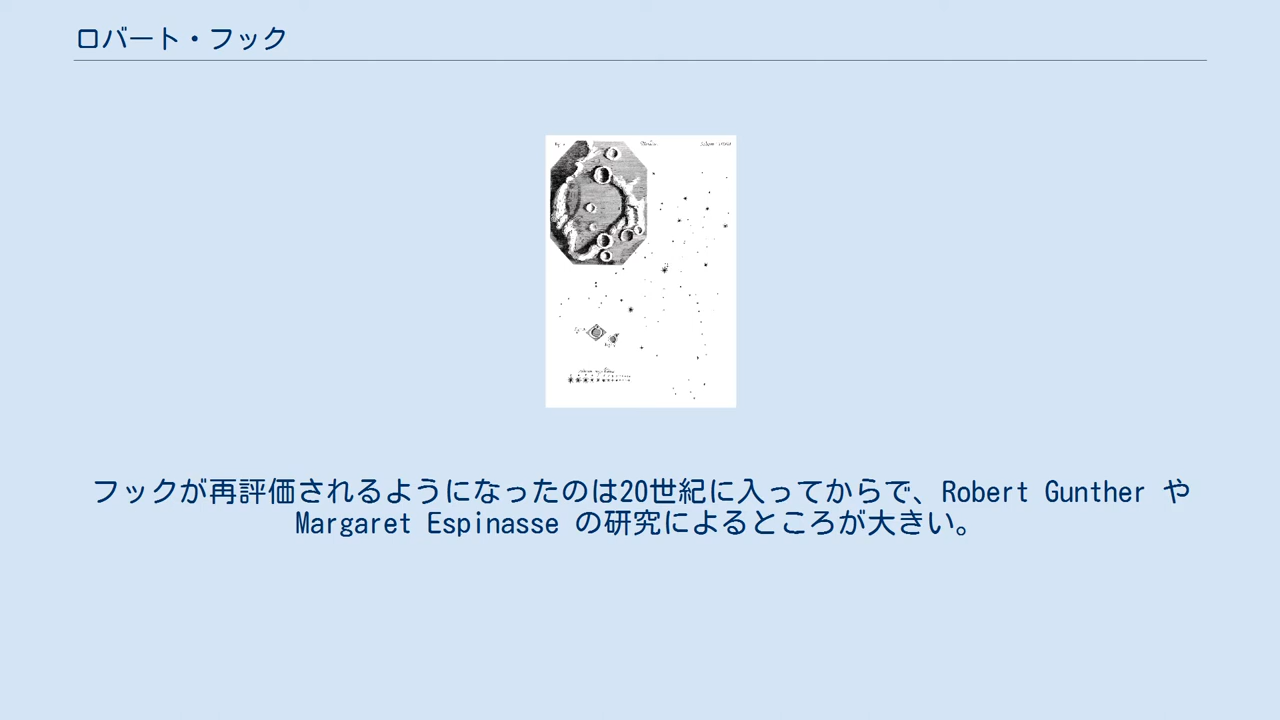 ロバート・フック
フックが再評価されるようになったのは20世紀に入ってからで、Robert Gunther や
Margaret Espinasse の研究によるところが大きい。